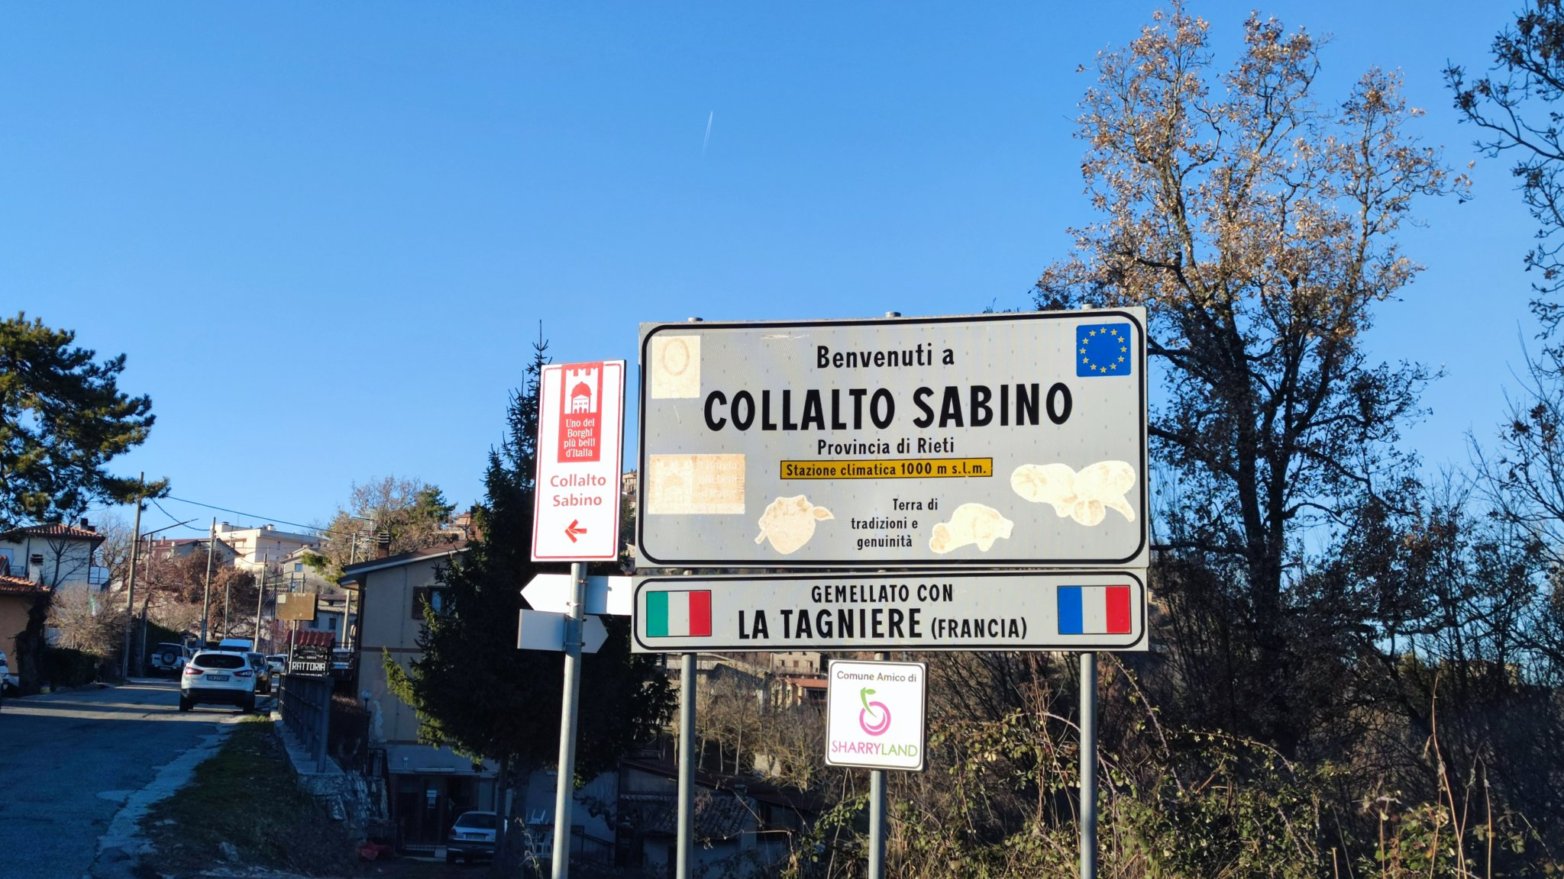 Uno dei
Borghi
più belli
d'Italia
Collalto
Sabino
Benvenuti a
COLLALTO SABINO
Provincia di Rieti
Stazione climatica 1000 m s.l.m.
Terra di
tradizioni e
genuinità
GEMELLATO CON
LA TAGNIERE (FRANCIA)
Comune Amico di
SHARRYLAND
RATTORIA